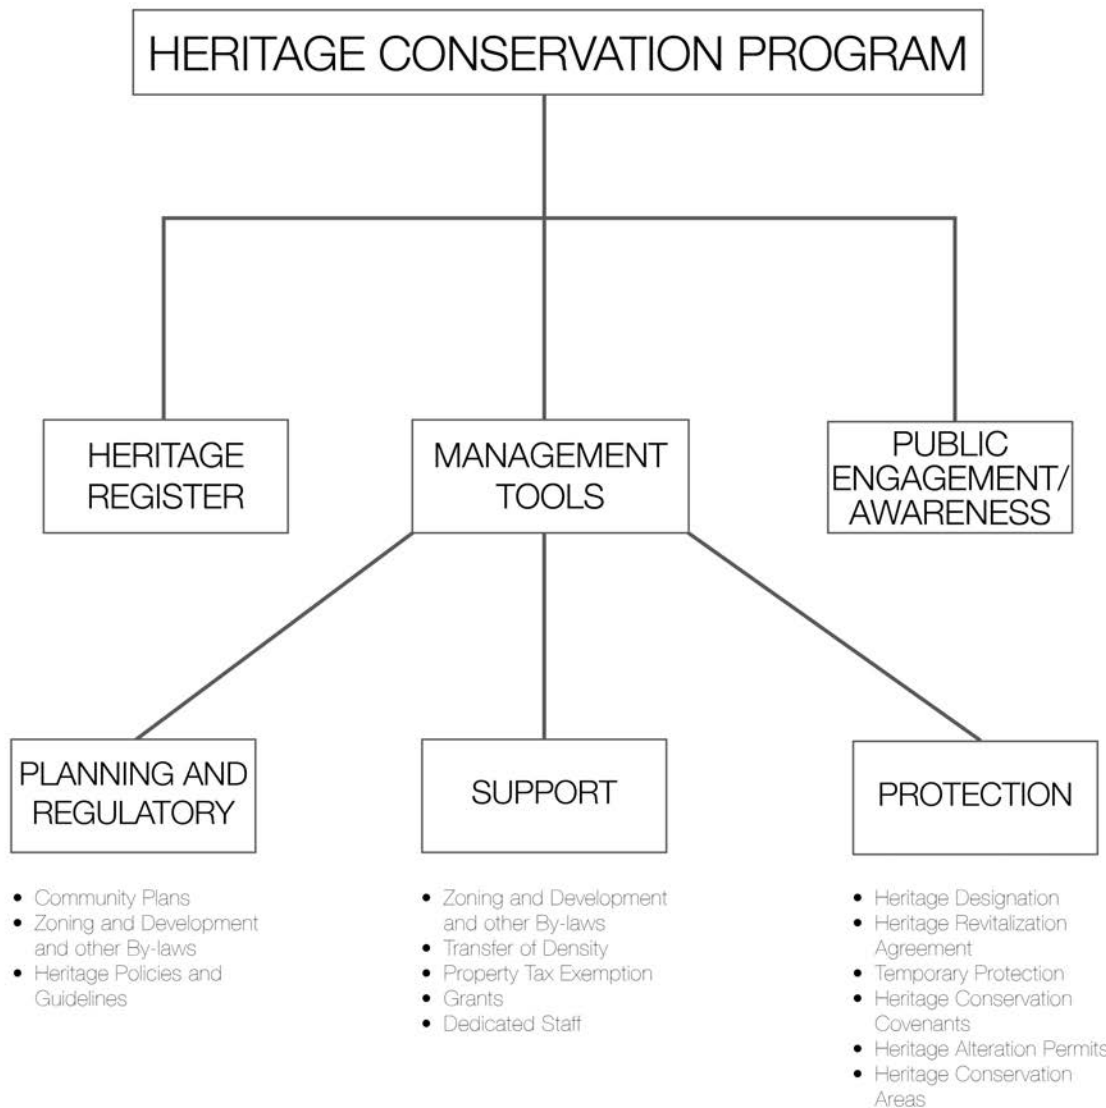 HERITAGE CONSERVATION PROGRAM
HERITAGE
REGISTER
MANAGEMENT
TOOLS
PUBLIC
ENGAGEMENT/
AWARENESS
PLANNING AND
REGULATORY
• Community Plans
• Zoning and Development
and other By-laws
• Heritage Policies and
Guidelines
SUPPORT
• Zoning and Development
and other By-laws
• Transfer of Density
• Property Tax Exemption
• Grants
• Dedicated Staff
PROTECTION
• Heritage Designation
• Heritage Revitalization
Agreement
• Temporary Protection
• Heritage Conservation
Covenants
• Heritage Alteration Permits
• Heritage Conservation
Areas